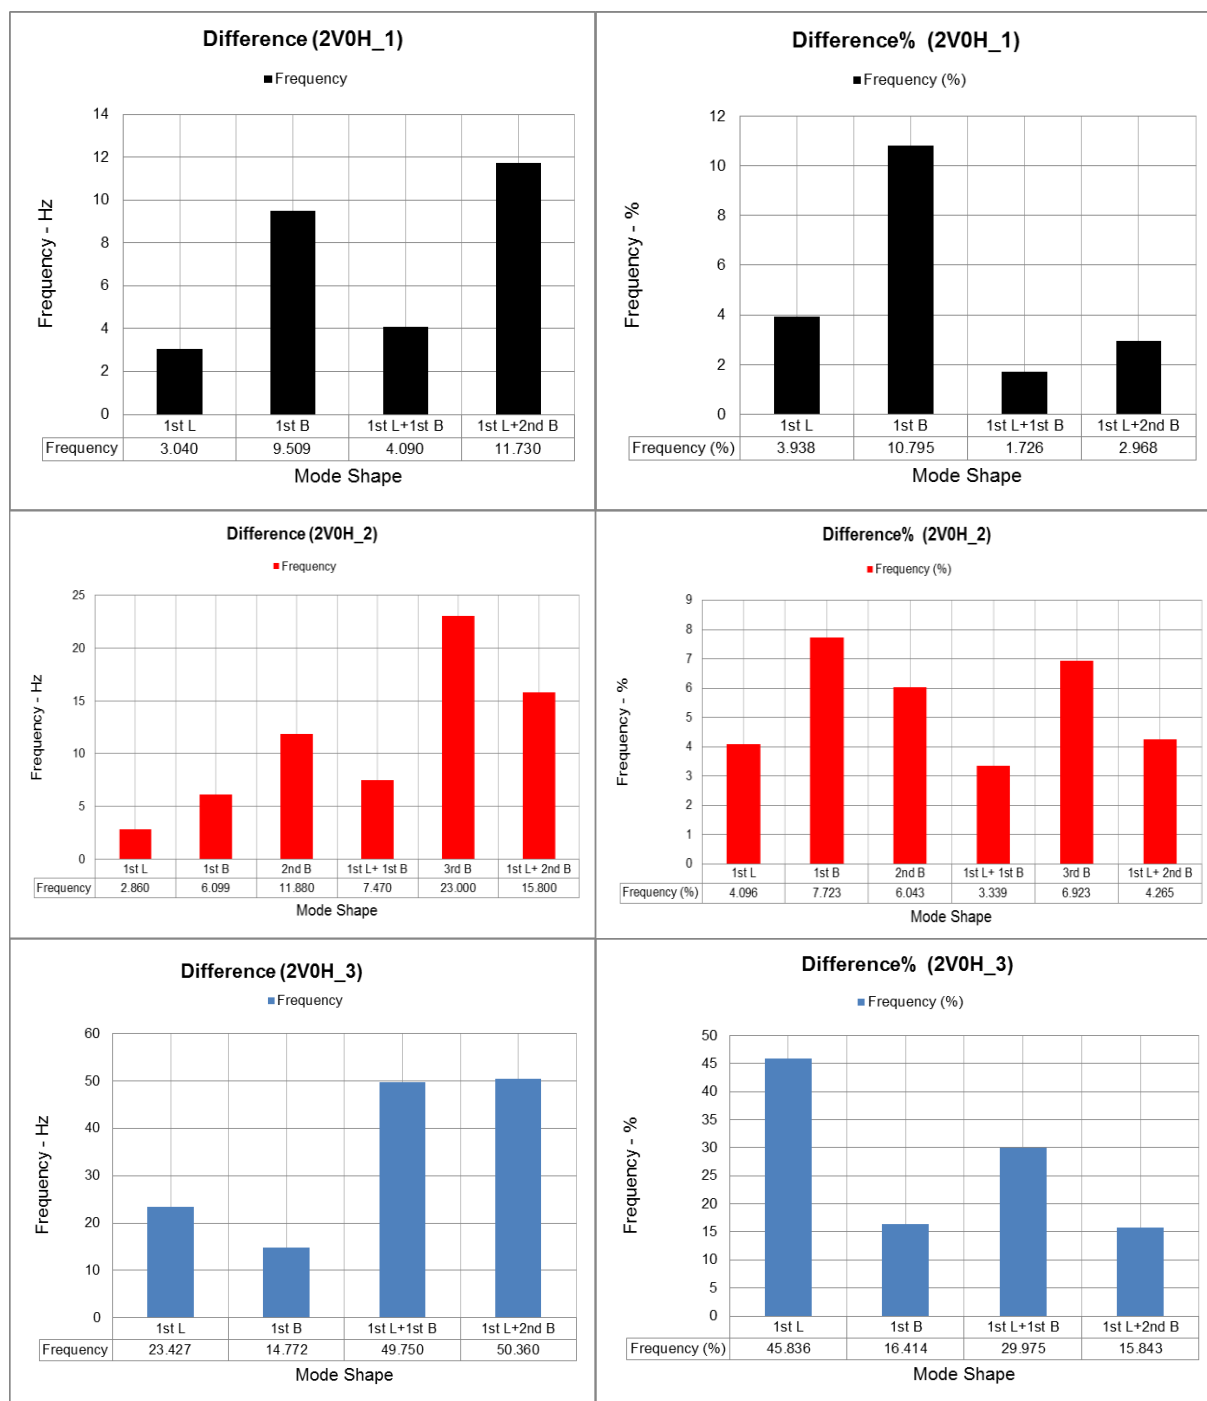 Difference (2V0H_1)
Frequency
Frequency - Hz
14
12
10
8
6
4
2
0
1st L 1st B 1st L+1st B 1st L+2nd B
Frequency 3.040 9.509 4.090 11.730
Mode Shape
Difference% (2V0H_1)
Frequency (%)
Frequency - %
12
10
8
6
4
2
0
1st L 1st B 1st L+1st B 1st L+2nd B
Frequency (%) 3.938 10.795 1.726 2.968
Mode Shape
Difference (2V0H_2)
Frequency
Frequency - Hz
25
20
15
10
5
0
1st L 1st B 2nd B 1st L+ 1st B 3rd B 1st L+ 2nd B
Frequency 2.860 6.099 11.880 7.470 23.000 15.800
Mode Shape
Difference% (2V0H_2)
Frequency (%)
Frequency - %
9
8
7
6
5
4
3
2
1
0
1st L 1st B 2nd B 1st L+ 1st B 3rd B 1st L+ 2nd B
Frequency (%) 4.096 7.723 6.043 3.339 6.923 4.265
Mode Shape
Difference (2V0H_3)
Frequency
Frequency - Hz
60
50
40
30
20
10
0
1st L 1st B 1st L+1st B 1st L+2nd B
Frequency 23.427 14.772 49.750 50.360
Mode Shape
Difference% (2V0H_3)
Frequency (%)
Frequency - %
50
45
40
35
30
25
20
15
10
5
0
1st L 1st B 1st L+1st B 1st L+2nd B
Frequency (%) 45.836 16.414 29.975 15.843
Mode Shape